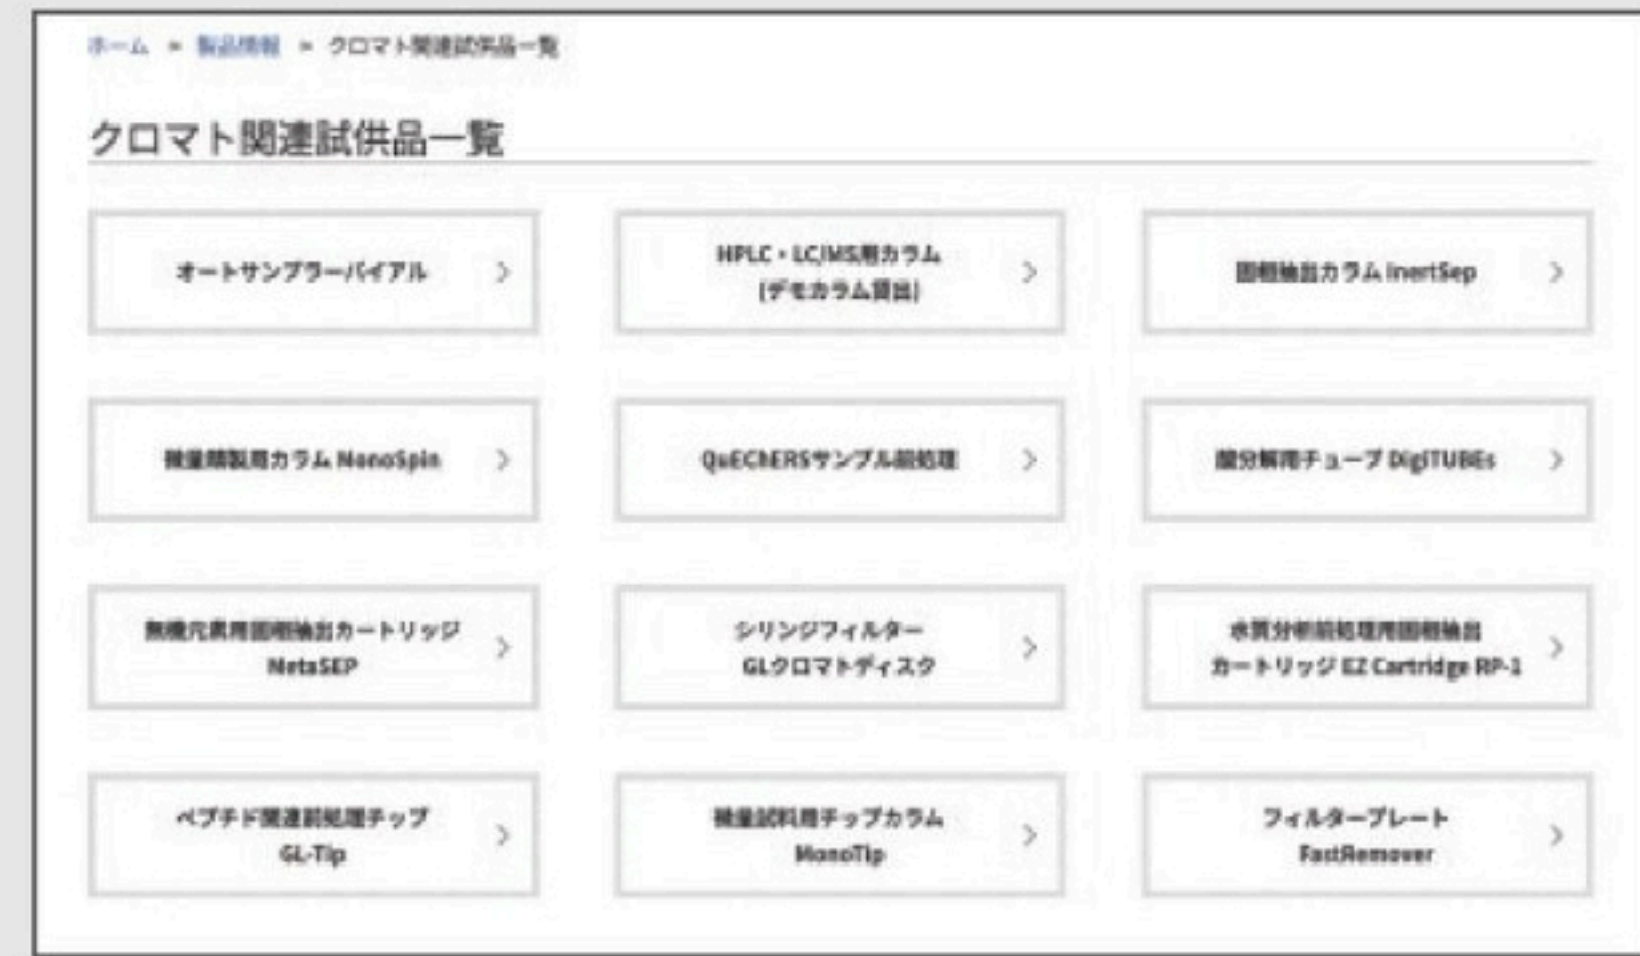 ホーム » 製品情報 » クロマト関連試供品一覧
クロマト関連試供品一覧
オートサンプラーバイアル
HPLC・LC/MS用カラム
(デモカラム貸出)
固相抽出カラム InertSep
微量精製用カラム MonoSpin
QuEChERSサンプル前処理
酸分解用チューブ DigiTUBEs
無機元素用固相抽出カートリッジ
MetaSEP
シリンジフィルター
GLクロマトディスク
水質分析前処理用固相抽出
カートリッジ EZ Cartridge RP-1
ペプチド関連前処理チップ
GL-Tip
微量試料用チップカラム
MonoTip
フィルタープレート
FastRemover